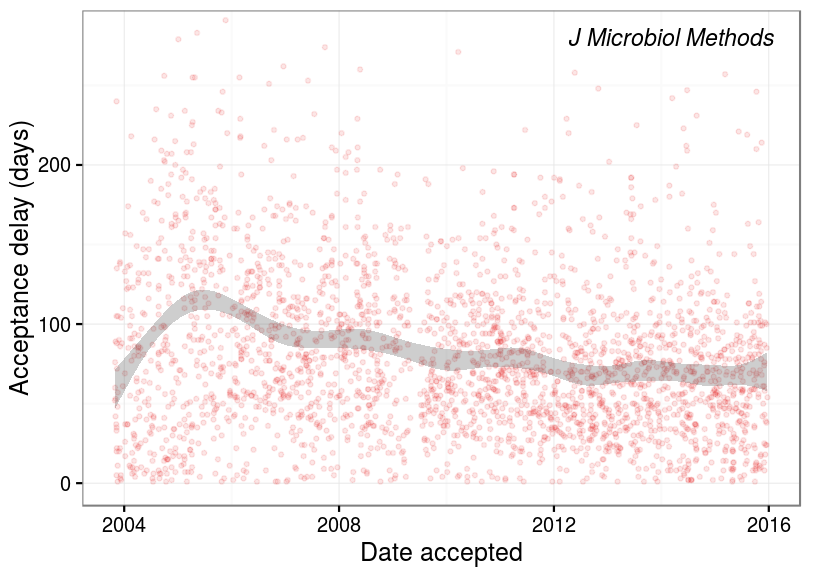 J Microbiol Methods
Acceptance delay (days)
200
100
0
2004 2008 2012 2016
Date accepted